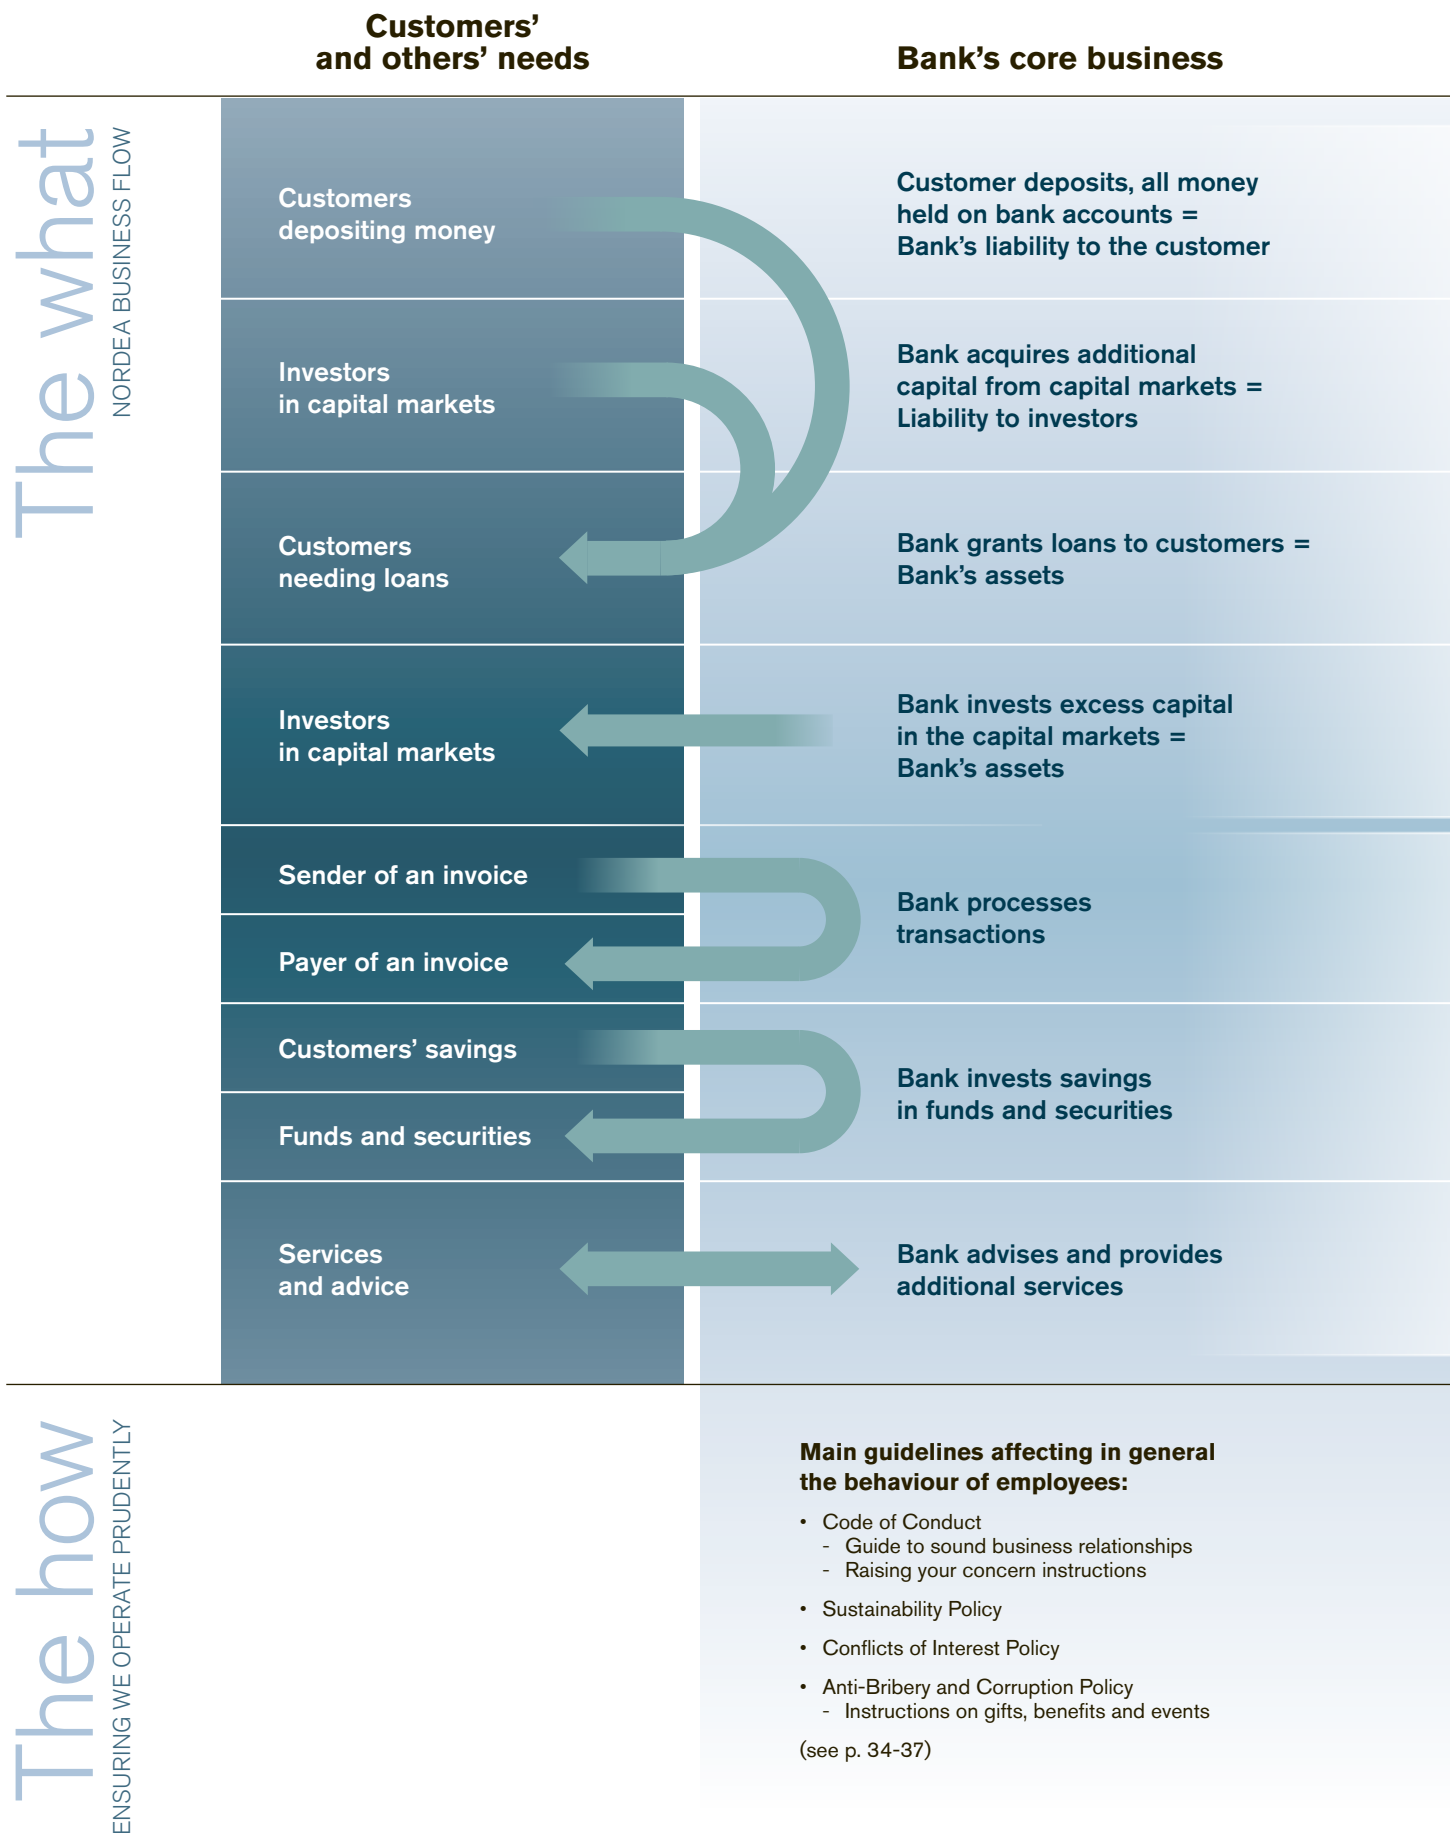 Customers’
and others’ needs
Bank’s core business
The what
NORDEA BUSINESS FLOW
Customers
depositing money
Customer deposits, all money
held on bank accounts =
Bank’s liability to the customer
Investors
in capital markets
Bank acquires additional
capital from capital markets =
Liability to investors
Customers
needing loans
Bank grants loans to customers =
Bank’s assets
Investors
in capital markets
Bank invests excess capital
in the capital markets =
Bank’s assets
Sender of an invoice
Payer of an invoice
Bank processes
transactions
Customers’ savings
Funds and securities
Bank invests savings
in funds and securities
Services
and advice
Bank advises and provides
additional services
The how
ENSURING WE OPERATE PRUDENTLY
Main guidelines affecting in general
the behaviour of employees:
• Code of Conduct
- Guide to sound business relationships
- Raising your concern instructions
• Sustainability Policy
• Conflicts of Interest Policy
• Anti-Bribery and Corruption Policy
- Instructions on gifts, benefits and events
(see p. 34-37)